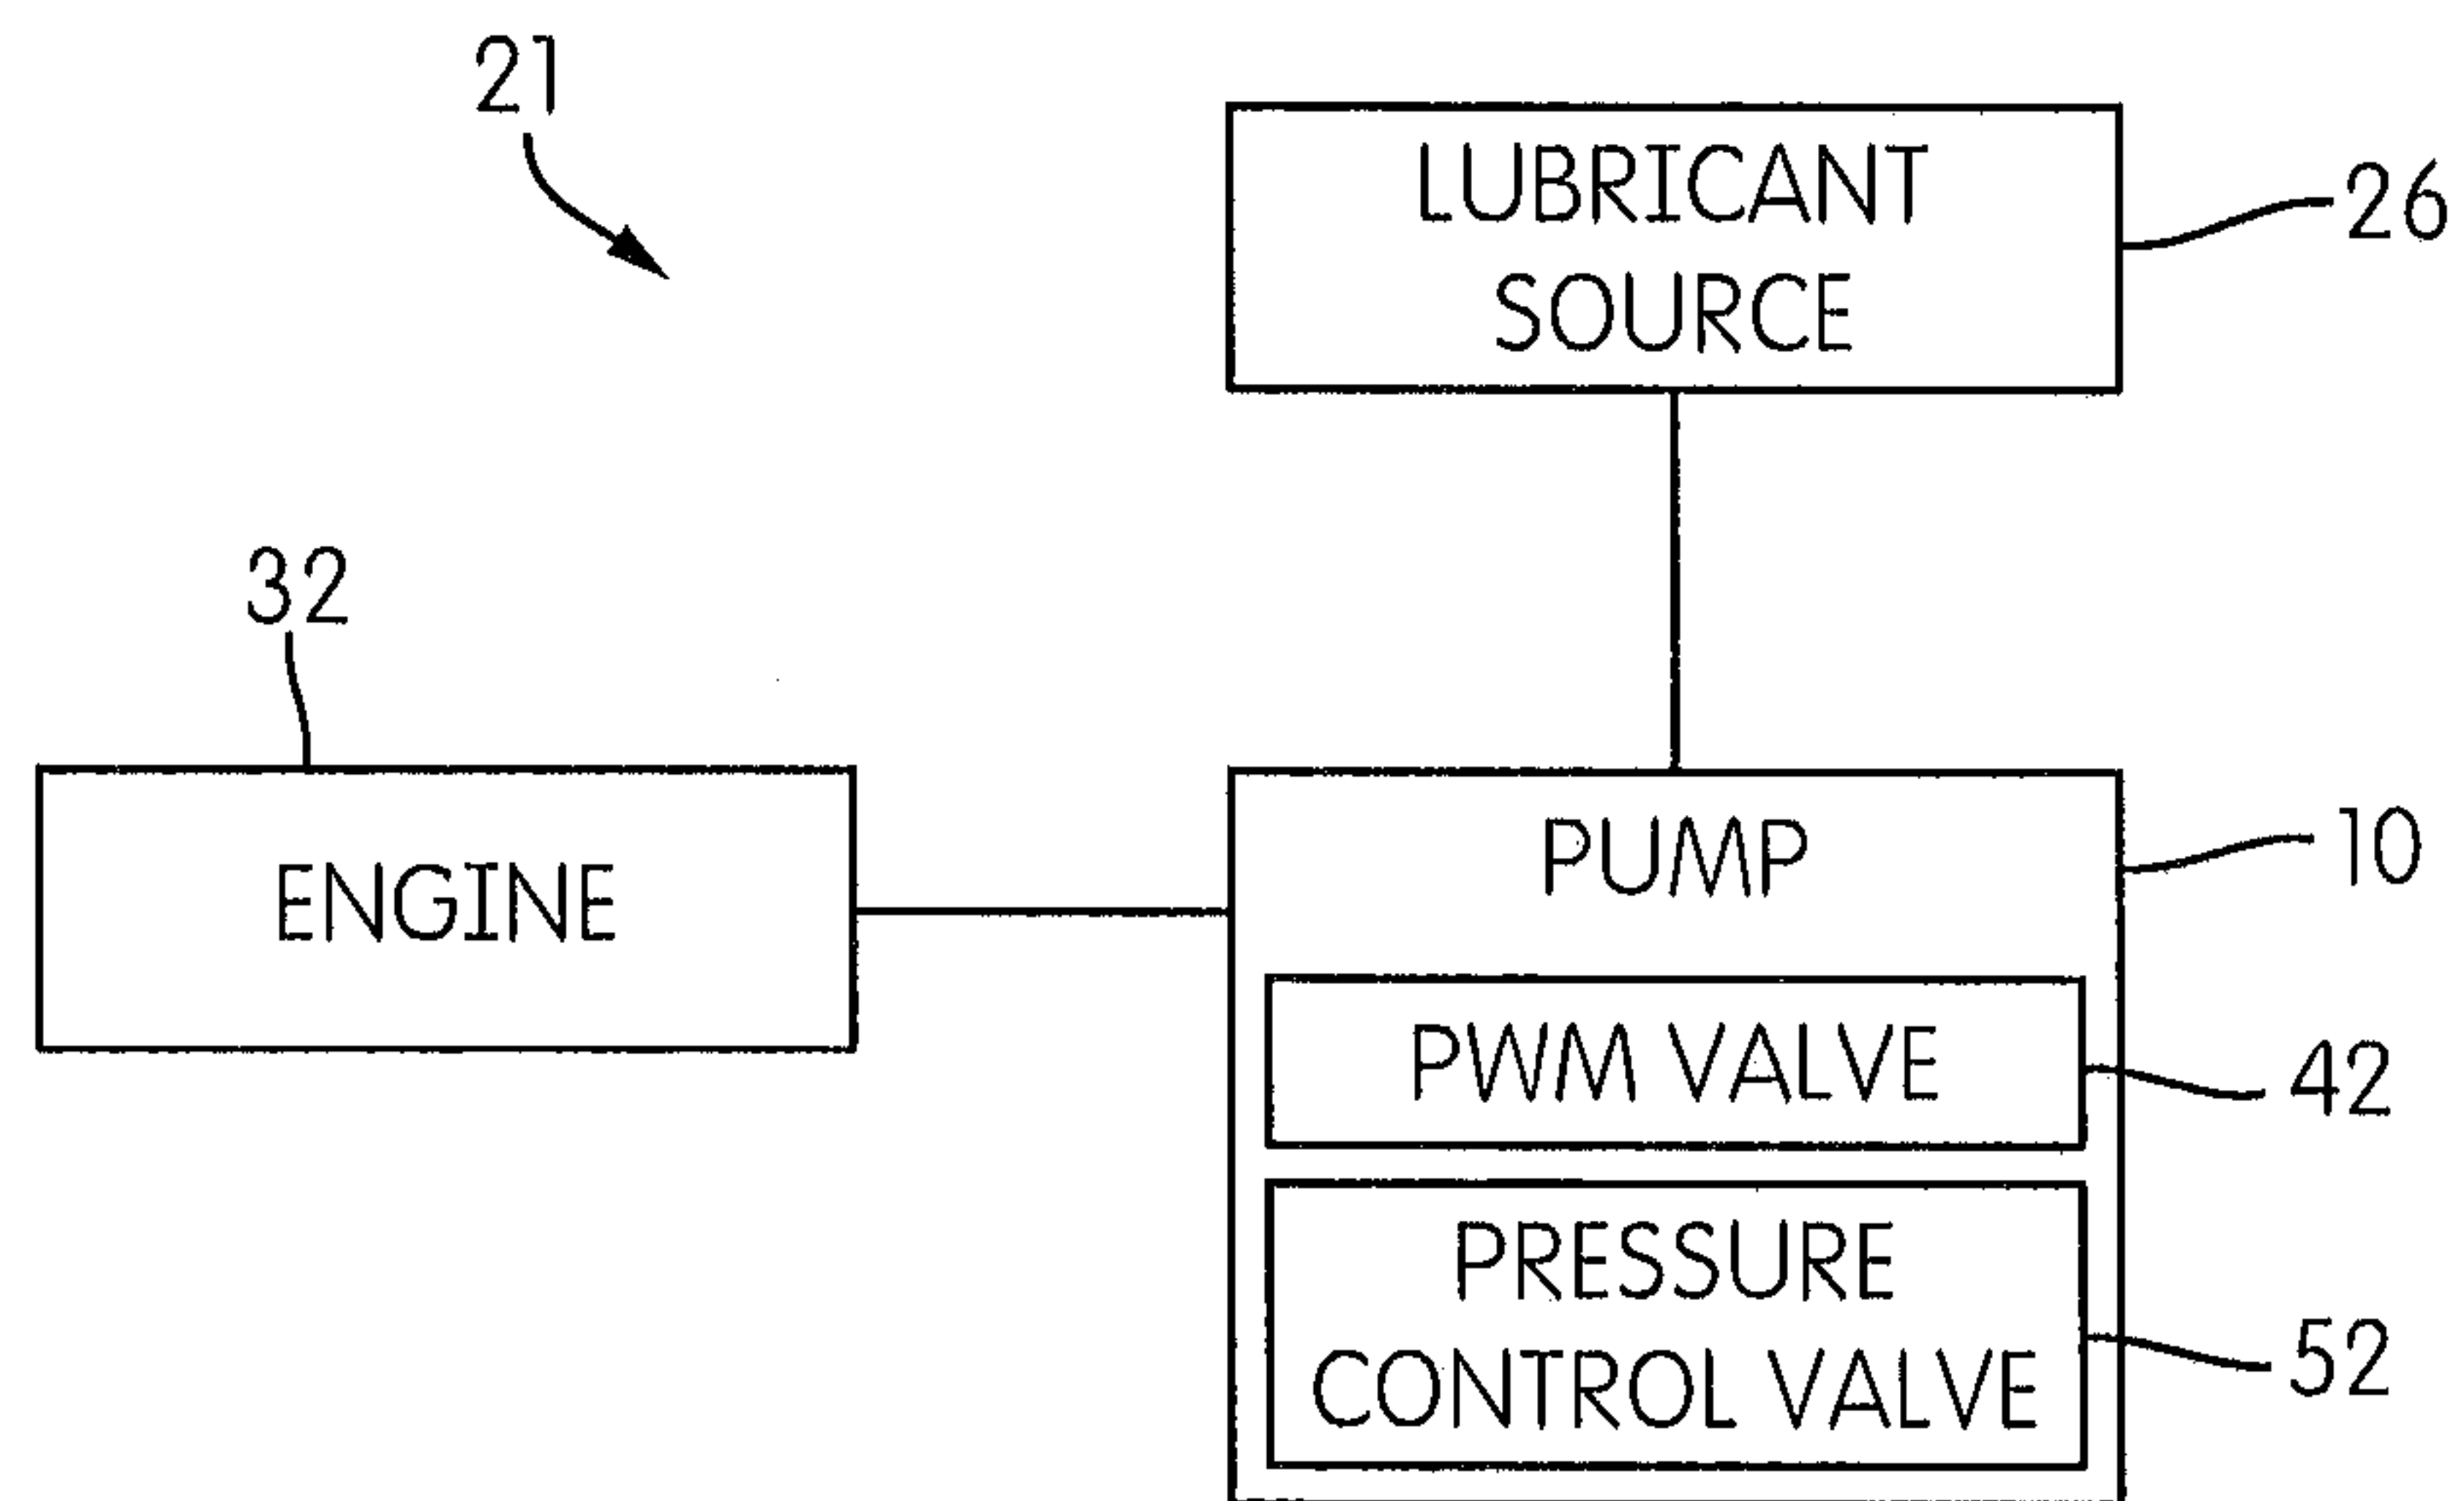 21
LUBRICANT
SOURCE
26
32
ENGINE
PUMP
10
PWM VALVE
42
PRESSURE
CONTROL VALVE
52